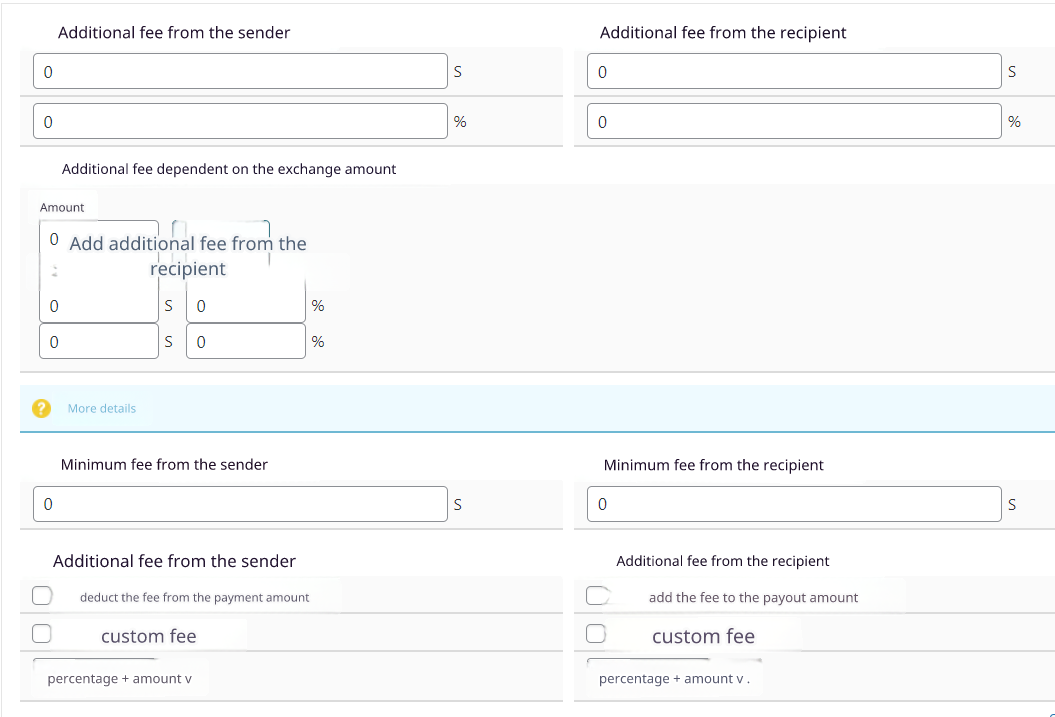 Additional fee from the sender
Additional fee from the recipient
0 S
0 S
0 %
0 %
Additional fee dependent on the exchange amount
Amount
0
Add additional fee from the
recipient
0 S 0 %
0 S 0 %
More details
Minimum fee from the sender
Minimum fee from the recipient
0 S
0 S
Additional fee from the sender
Additional fee from the recipient
deduct the fee from the payment amount
add the fee to the payout amount
custom fee
custom fee
percentage + amount v
percentage + amount v .